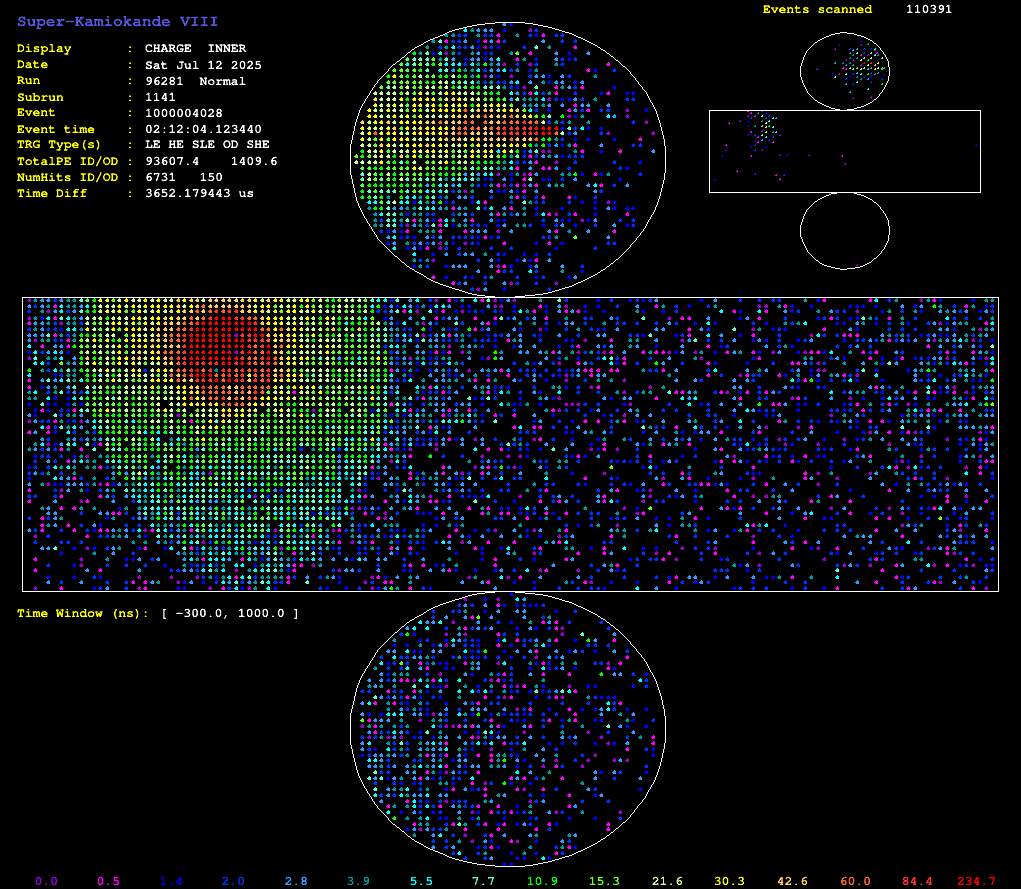 Super-Kamiokande VIII
Events scanned 110391
Display : CHARGE INNER
Date : Sat Jul 12 2025
Run : 96281 Normal
Subrun : 1141
Event : 1000004028
Event time : 02:12:04.123440
TRG Type(s) : LE HE SLE OD SHE
TotalPE ID/OD : 93607.4 1409.6
NumHits ID/OD : 6731 150
Time Diff : 3652.179443 us
Time Window (ns): [ -300.0, 1000.0 ]
0.0 0.5 1.4 2.0 2.8 3.9 5.5 7.7 10.9 15.3 21.6 30.3 42.6 60.0 84.4 234.7